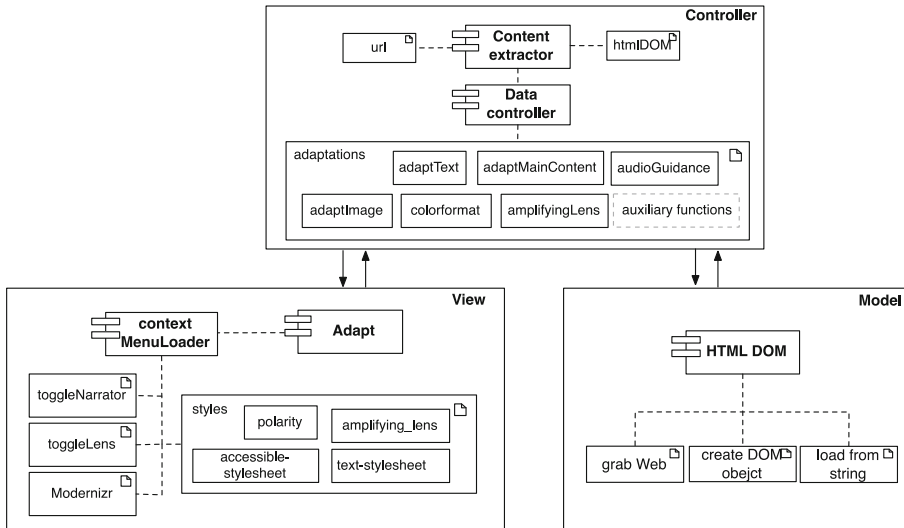 Controller
url
Content
extractor
htmlDOM
Data
controller
adaptations
adaptText
adaptMainContent
audioGuidance
adaptImage
colorformat
amplifyingLens
auxiliary functions
View
context
MenuLoader
Adapt
toggleNarrator
toggleLens
Modernizr
styles
polarity
amplifying_lens
accessible-
stylesheet
text-stylesheet
Model
HTML DOM
grab Web
create DOM
obejct
load from
string